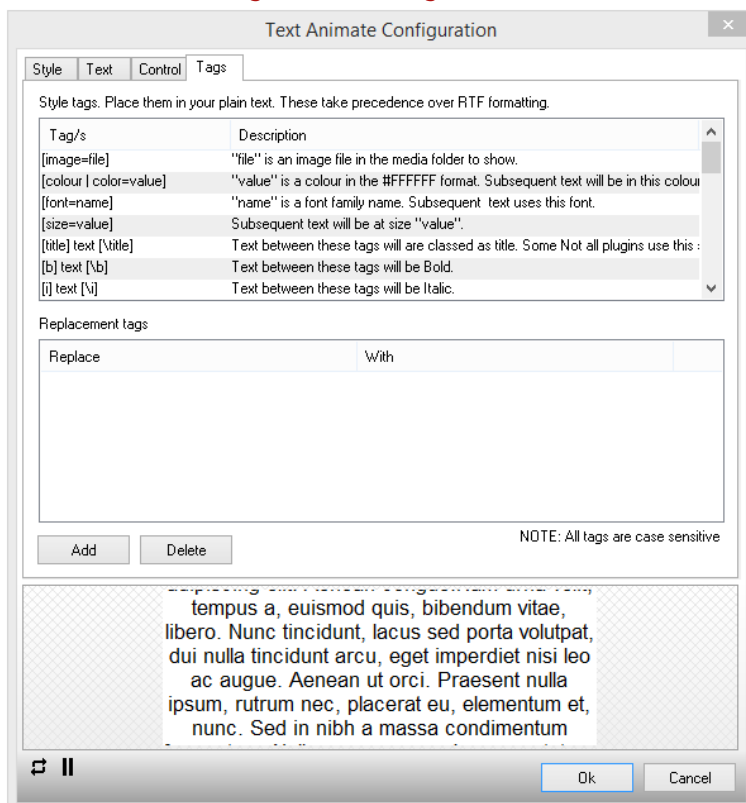 Text Animate Configuration
Style Text Control Tags
Style tags. Place them in your plain text. These take precedence over RTF formatting.
Tag/s Description
[image=file] "file" is an image file in the media folder to show.
[colour | color=value] "value" is a colour in the #FFFFFF format. Subsequent text will be in this colour
[font=name] "name" is a font family name. Subsequent text uses this font.
[size=value] Subsequent text will be at size "value".
[title] text [\title] Text between these tags will are classed as title. Some Not all plugins use this
[b] text [\b] Text between these tags will be Bold.
[i] text [\i] Text between these tags will be Italic.
Replacement tags
Replace With
Add Delete
NOTE: All tags are case sensitive
tempus a, euismod quis, bibendum vitae,
libero. Nunc tincidunt, lacus sed porta volutpat,
dui nulla tincidunt arcu, eget imperdiet nisi leo
ac augue. Aenean ut orci. Praesent nulla
ipsum, rutrum nec, placerat eu, elementum et,
nunc. Sed in nibh a massa condimentum
Ok Cancel